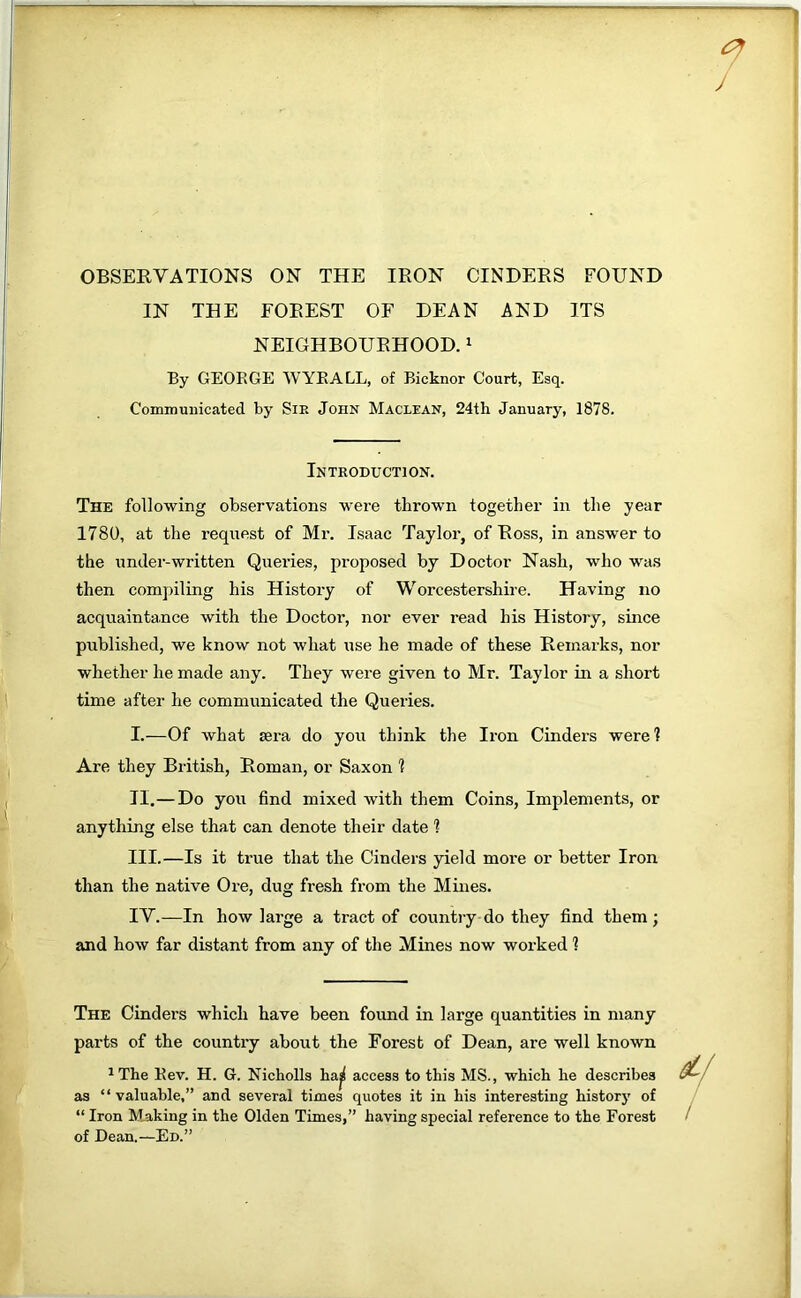 OBSERVATIONS ON THE IRON CINDERS FOUND
IN THE FOREST OF DEAN AND ITS
NEIGHBOURHOOD. 1
By GEORGE WYRALL, of Bicknor Court, Esq.
Communicated by Sir John Maclean, 24th January, 1878.
Introduction.
The following observations were thrown together in the year
1780, at the request of Mr. Isaac Taylor, of Ross, in answer to
the under-written Queries, proposed by Doctor Nash, who was
then compiling his History of Worcestershire. Having no
acquaintance with the Doctor, nor ever read his History, since
published, we know not what use he made of these Remarks, nor
whether he made any. They were given to Mr. Taylor in a short
time after he communicated the Queries.
I.—Of what æra do you think the Iron Cinders were?
Are they British, Roman, or Saxon?
II.—Do you find mixed with them Coins, Implements, or
anything else that can denote their date?
III.—Is it true that the Cinders yield more or better Iron
than the native Ore, dug fresh from the Mines.
IV.—In how large a tract of country do they find them;
and how far distant from any of the Mines now worked?
The Cinders which have been found in large quantities in many
parts of the country about the Forest of Dean, are well known
1 The Rev. H. G. Nicholls had access to this MS., which he describes d/
as "valuable," and several times quotes it in his interesting history of
"Iron Making in the Olden Times," having special reference to the Forest
of Dean.—Ed."